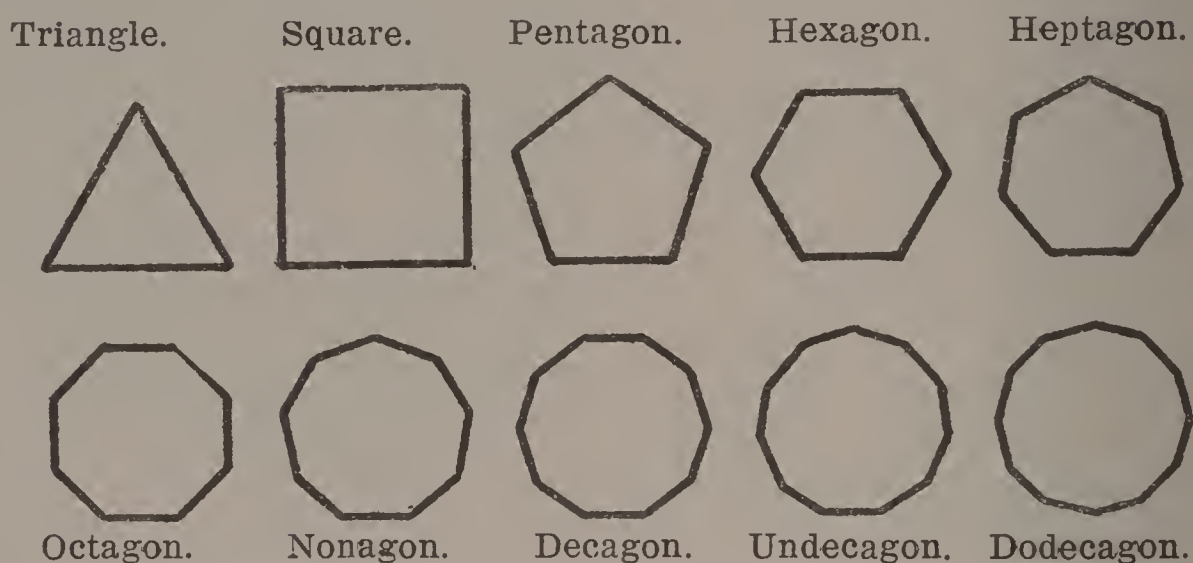 Triangle. Square. Pentagon. Hexagon. Heptagon.
Octagon. Nonagon. Decagon. Undecagon. Dodecagon.